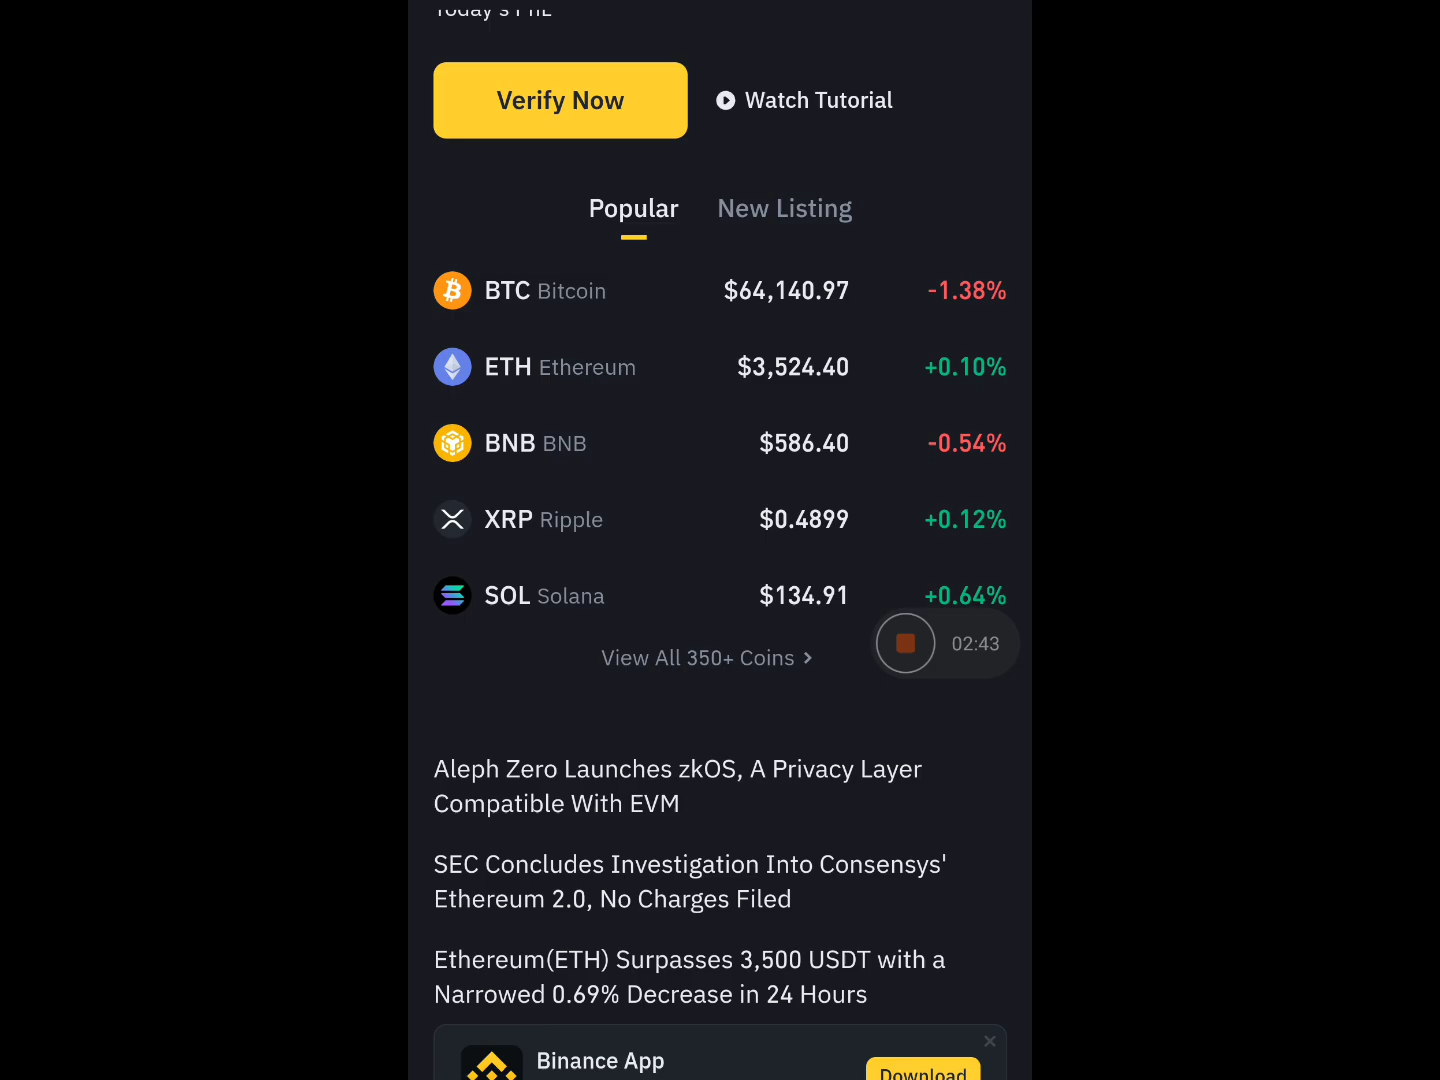 Today's PnL
Verify Now
Watch Tutorial
Popular New Listing
BTC Bitcoin $64,140.97 -1.38%
ETH Ethereum $3,524.40 +0.10%
BNB BNB $586.40 -0.54%
XRP Ripple $0.4899 +0.12%
SOL Solana $134.91 +0.64%
02:43
View All 350+ Coins
Aleph Zero Launches zkOS, A Privacy Layer
Compatible With EVM
SEC Concludes Investigation Into Consensys'
Ethereum 2.0, No Charges Filed
Ethereum(ETH) Surpasses 3,500 USDT with a
Narrowed 0.69% Decrease in 24 Hours
Binance App
Download